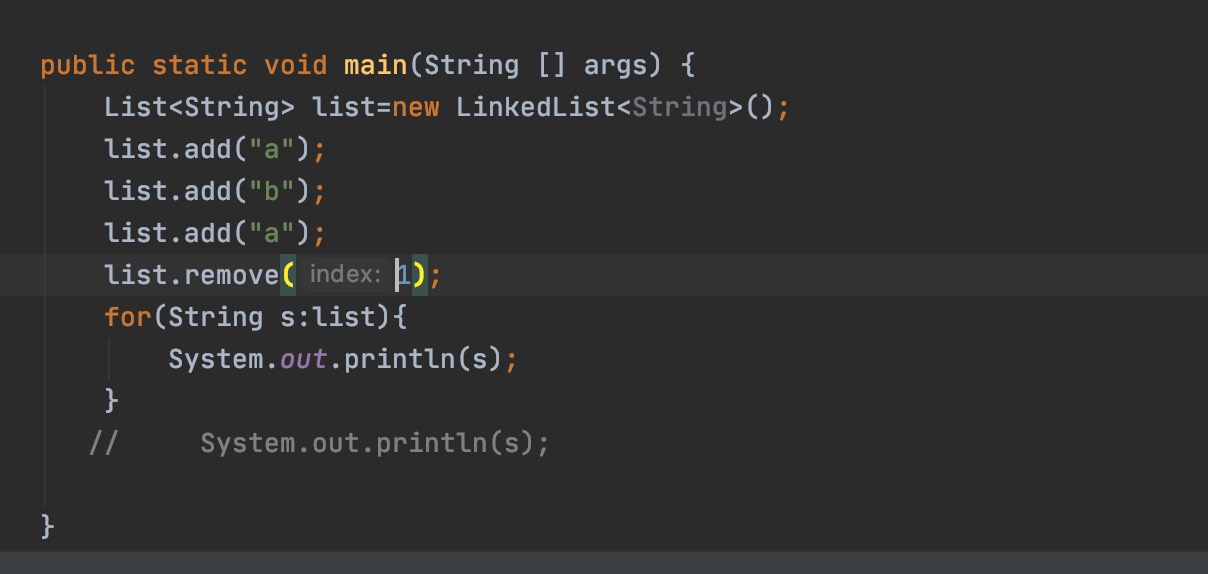 public static void main(String [] args) {
List<String> list=new LinkedList<String>();
list.add("a");
list.add("b");
list.add("a");
list.remove( index: 1);
for(String s:list){
System.out.println(s);
}
// System.out.println(s);
}